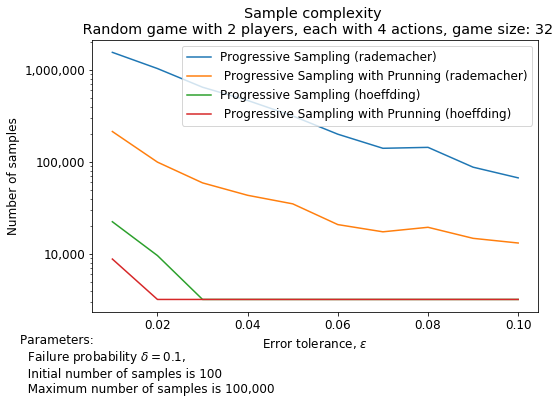 Sample complexity
Random game with 2 players, each with 4 actions, game size: 32
Progressive Sampling (rademacher)
Progressive Sampling with Prunning (rademacher)
Progressive Sampling (hoeffding)
Progressive Sampling with Prunning (hoeffding)
Number of samples
1,000,000
100,000
10,000
0.02 0.04 0.06 0.08 0.10
Error tolerance, ε
Parameters:
Failure probability δ = 0.1,
Initial number of samples is 100
Maximum number of samples is 100,000